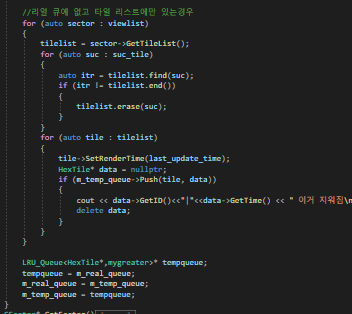 //리얼 큐에 없고 타일 리스트에만 있는경우
for (auto sector : viewlist)
{
tilelist = sector->GetTileList();
for (auto suc : suc_tile)
{
auto itr = tilelist.find(suc);
if (itr != tilelist.end())
{
tilelist.erase(suc);
}
}
for (auto tile : tilelist)
{
tile->SetRenderTime(last_update_time);
HexTile* data = nullptr;
if (m_temp_queue->Push(tile, data))
{
cout << data->GetID()<<"|"<<data->GetTime() << " 이거 지워짐\n
delete data;
}
}
}
LRU_Queue<HexTile*,mygreater>* tempqueue;
tempqueue = m_real_queue;
m_real_queue = m_temp_queue;
m_temp_queue = tempqueue;
}